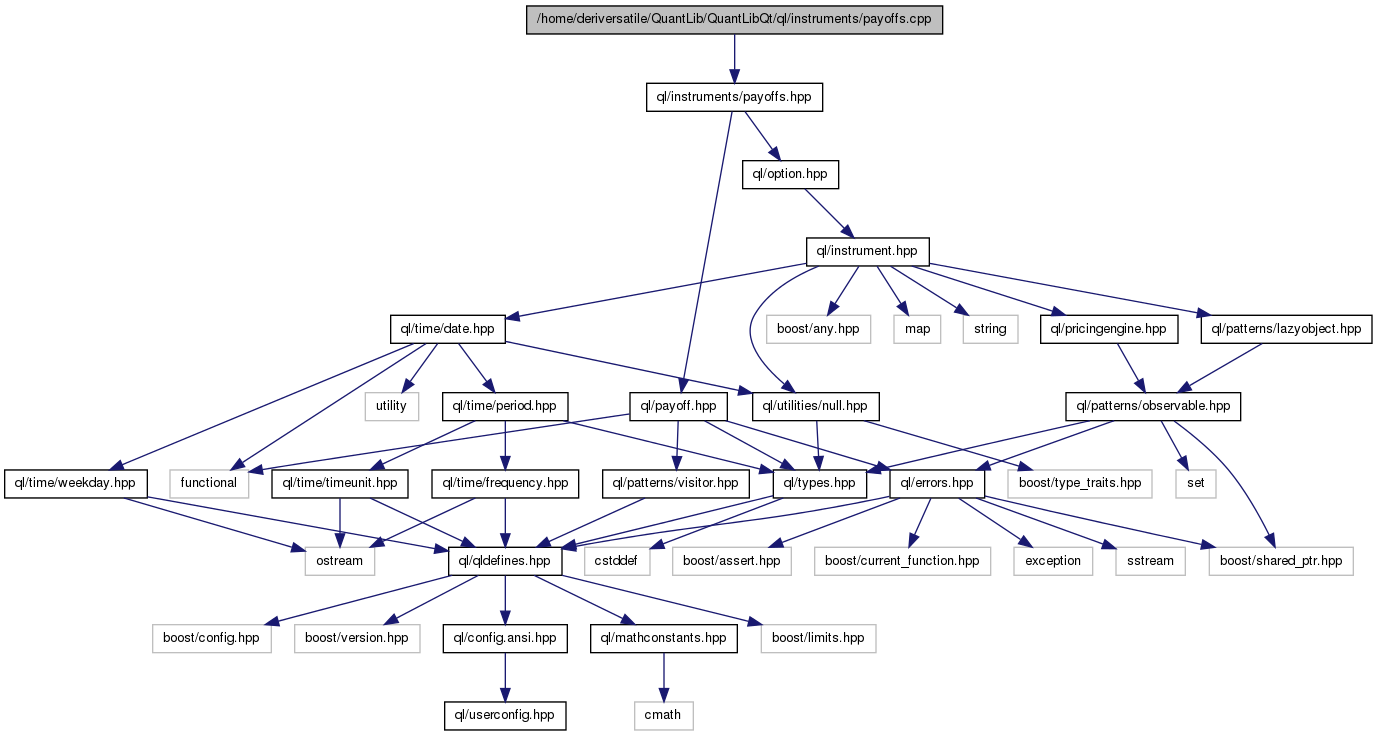 /home/deriversatile/QuantLib/QuantLibQt/ql/instruments/payoffs.cpp
ql/instruments/payoffs.hpp
ql/option.hpp
ql/instrument.hpp
ql/time/date.hpp
boost/any.hpp
map
string
ql/pricingengine.hpp
ql/patterns/lazyobject.hpp
utility
ql/time/period.hpp
ql/payoff.hpp
ql/utilities/null.hpp
ql/patterns/observable.hpp
ql/time/weekday.hpp
functional
ql/time/timeunit.hpp
ql/time/frequency.hpp
ql/patterns/visitor.hpp
ql/types.hpp
ql/errors.hpp
boost/type_traits.hpp
set
ostream
ql/qldefines.hpp
cstddef
boost/assert.hpp
boost/current_function.hpp
exception
sstream
boost/shared_ptr.hpp
boost/config.hpp
boost/version.hpp
ql/config.ansi.hpp
ql/mathconstants.hpp
boost/limits.hpp
ql/userconfig.hpp
cmath